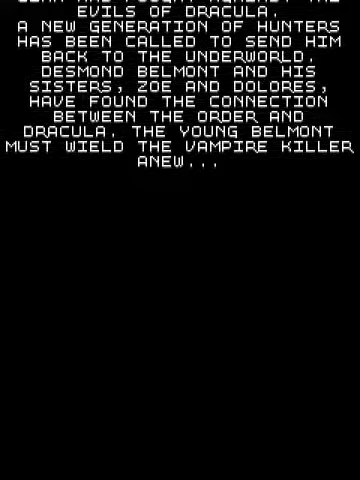 EVILS OF DRACULA.
A NEW GENERATION OF HUNTERS
HAS BEEN CALLED TO SEND HIM
BACK TO THE UNDERWORLD.
DESMOND BELMONT AND HIS
SISTERS, ZOE AND DOLORES,
HAVE FOUND THE CONNECTION
BETWEEN THE ORDER AND
DRACULA. THE YOUNG BELMONT
MUST WIELD THE VAMPIRE KILLER
ANEW...